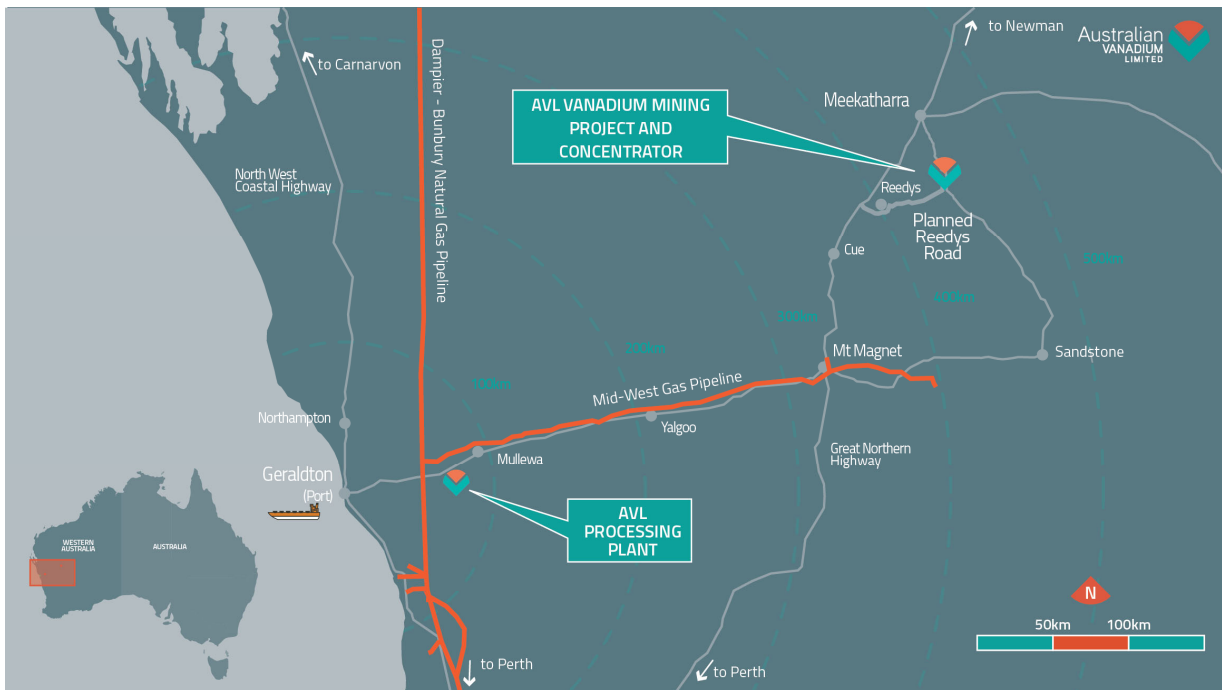 to Carnarvon
Dampier - Bunbury Natural Gas Pipeline
to Newman
Australian
VANADIUM
LIMITED
AVL VANADIUM MINING
PROJECT AND
CONCENTRATOR
Meekatharra
North West
Coastal Highway
Reedys
Planned
Reedys
Road
Cue
500km
400km
300km
200km
100km
Mt Magnet
Sandstone
Mid-West Gas Pipeline
Northampton
Yalgoo
Mullewa
Great Northern
Highway
Geraldton
(Port)
AVL
PROCESSING
PLANT
WESTERN
AUSTRALIA
AUSTRALIA
N
50km
100km
to Perth
to Perth